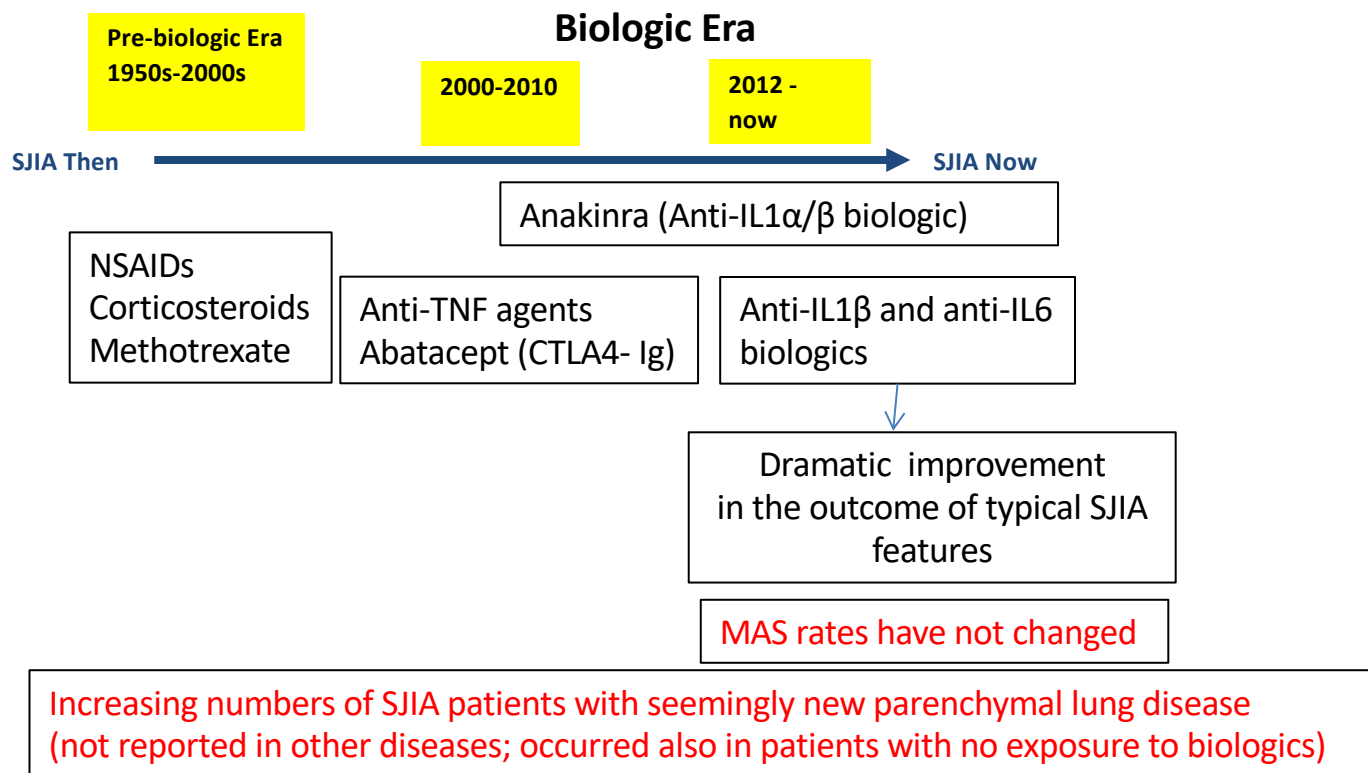 Biologic Era
Pre-biologic Era
1950s-2000s
2000-2010
2012 -
now
SJIA Then
SJIA Now
Anakinra (Anti-IL1α/β biologic)
NSAIDs
Corticosteroids
Methotrexate
Anti-TNF agents
Abatacept (CTLA4- Ig)
Anti-IL1β and anti-IL6
biologics
Dramatic improvement
in the outcome of typical SJIA
features
MAS rates have not changed
Increasing numbers of SJIA patients with seemingly new parenchymal lung disease
(not reported in other diseases; occurred also in patients with no exposure to biologics)